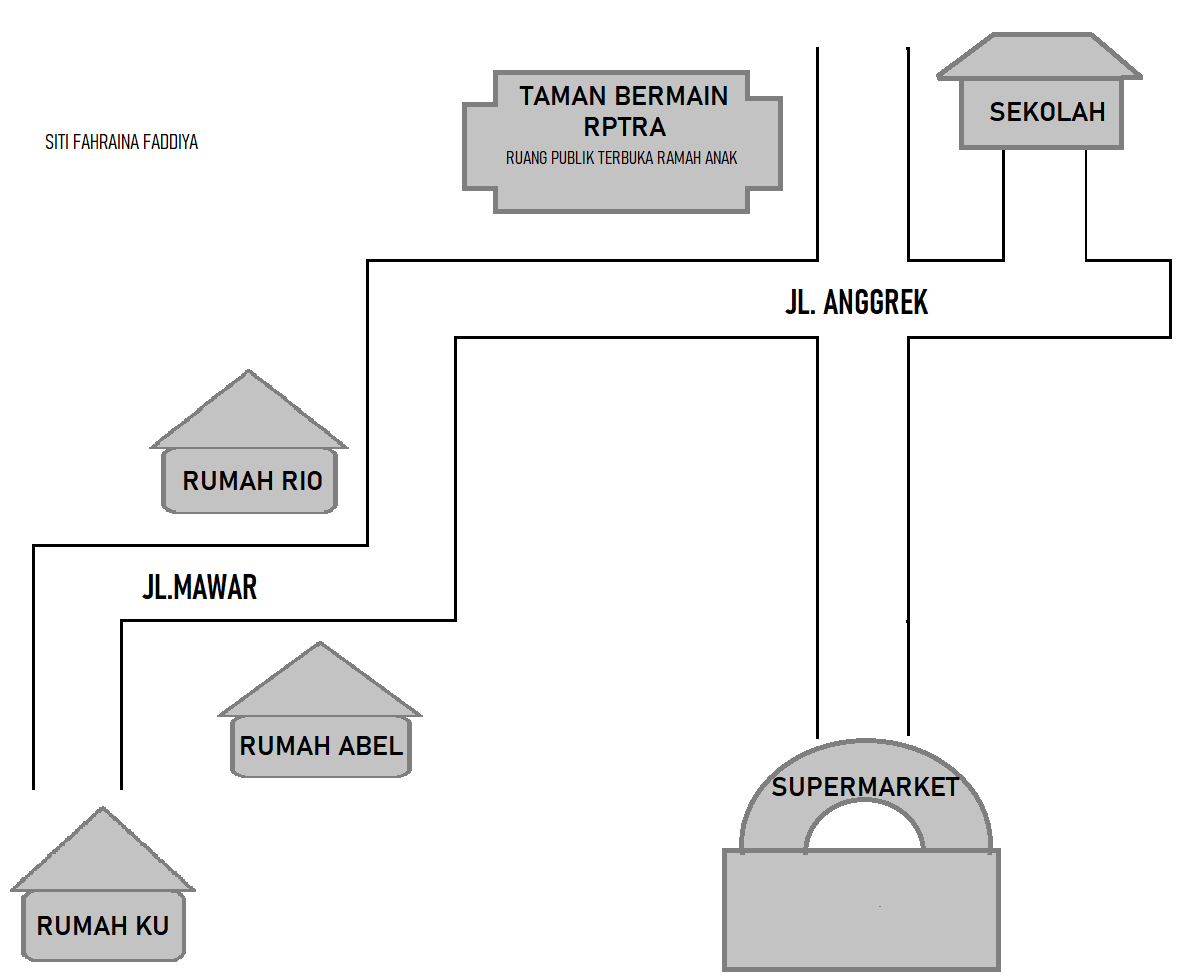 SITI FAHRAINA FADDIYA
TAMAN BERMAIN
RPTRA
RUANG PUBLIK TERBUKA RAMAH ANAK
SEKOLAH
JL. ANGGREK
RUMAH RIO
JL.MAWAR
RUMAH ABEL
SUPERMARKET
RUMAH KU